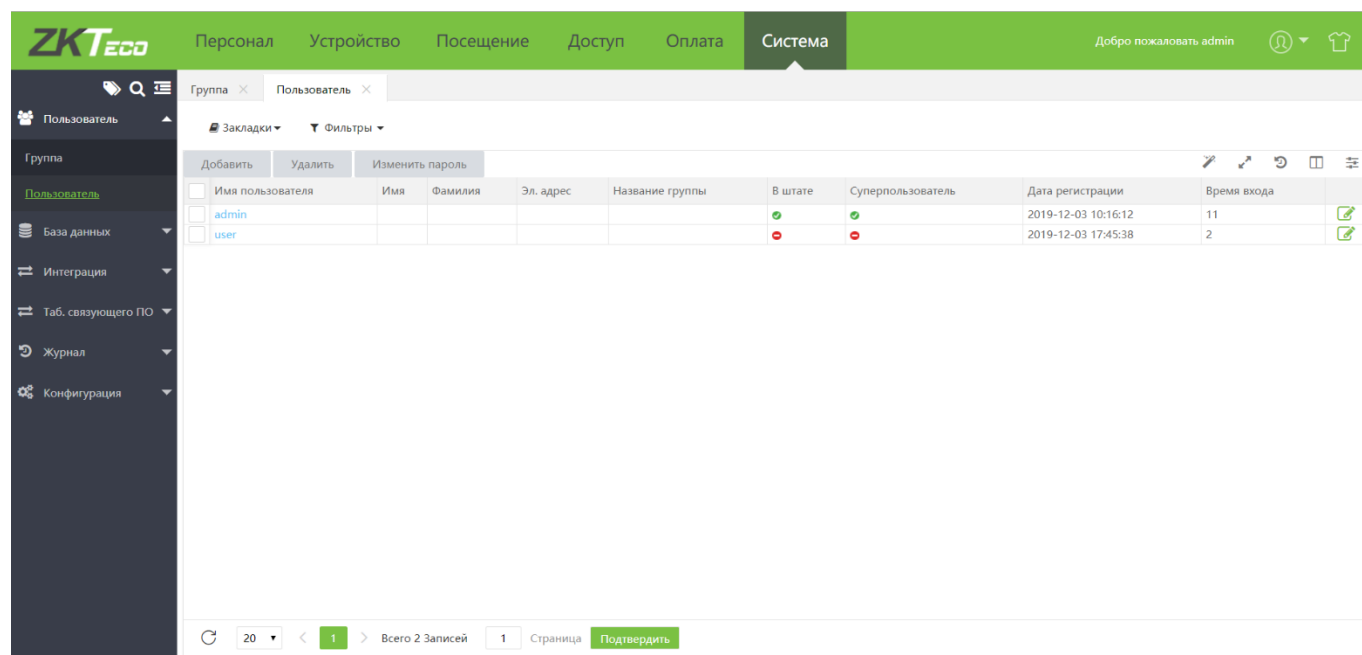 ZKTeco
Персонал Устройство Посещение Доступ Оплата Система
Добро пожаловать admin
Группа Пользователь
Пользователь
Группа
Пользователь
База данных
Интеграция
Таб. связующего ПО
Журнал
Конфигурация
Закладки Фильтры
Добавить Удалить Изменить пароль
Имя пользователя Имя Фамилия Эл. адрес Название группы В штате Суперпользователь Дата регистрации Время входа
admin 2019-12-03 10:16:12 11
user 2019-12-03 17:45:38 2
20 1 Всего 2 Записей 1 Страница Подтвердить